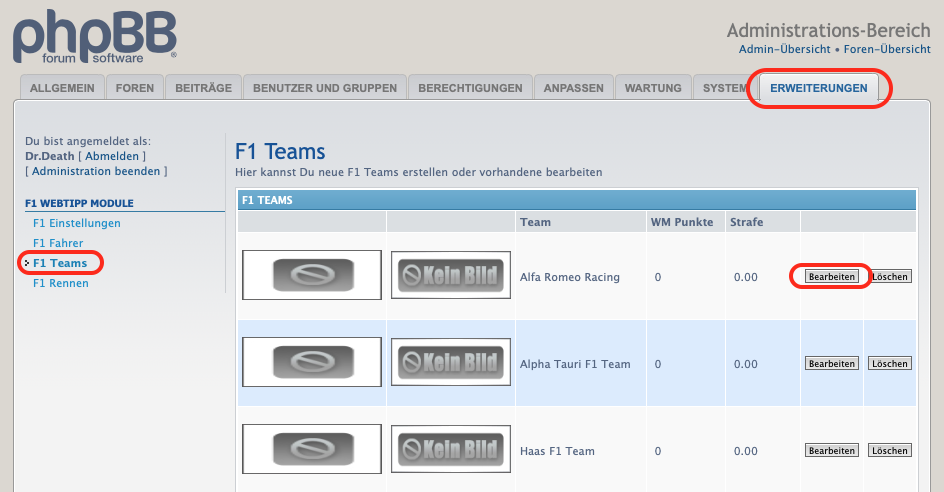 phpBB
forum software
Administrations-Bereich
Admin-Übersicht • Foren-Übersicht
ALLGEMEIN FOREN BEITRÄGE BENUTZER UND GRUPPEN BERECHTIGUNGEN ANPASSEN WARTUNG SYSTEM ERWEITERUNGEN
Du bist angemeldet als:
Dr.Death [ Abmelden ]
[ Administration beenden ]
F1 WEBTIPP MODULE
F1 Einstellungen
F1 Fahrer
F1 Teams
F1 Rennen
F1 Teams
Hier kannst Du neue F1 Teams erstellen oder vorhandene bearbeiten
F1 TEAMS
Team WM Punkte Strafe
Kein Bild Alfa Romeo Racing 0 0.00 Bearbeiten Löschen
Kein Bild Alpha Tauri F1 Team 0 0.00 Bearbeiten Löschen
Kein Bild Haas F1 Team 0 0.00 Bearbeiten Löschen